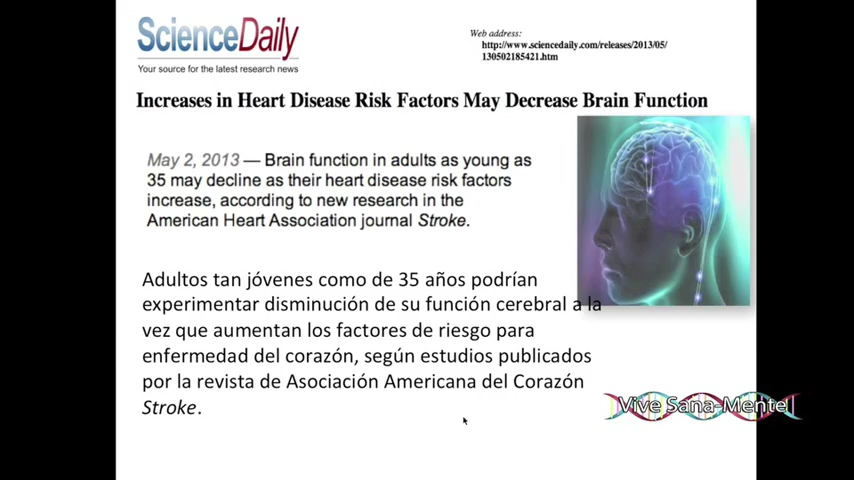 ScienceDaily
Your source for the latest research news
Web address:
http://www.sciencedaily.com/releases/2013/05/
130502185421.htm
Increases in Heart Disease Risk Factors May Decrease Brain Function
May 2, 2013 — Brain function in adults as young as
35 may decline as their heart disease risk factors
increase, according to new research in the
American Heart Association journal Stroke.
Adultos tan jóvenes como de 35 años podrían
experimentar disminución de su función cerebral a la
vez que aumentan los factores de riesgo para
enfermedad del corazón, según estudios publicados
por la revista de Asociación Americana del Corazón
Stroke.
Vive Sana-Mente